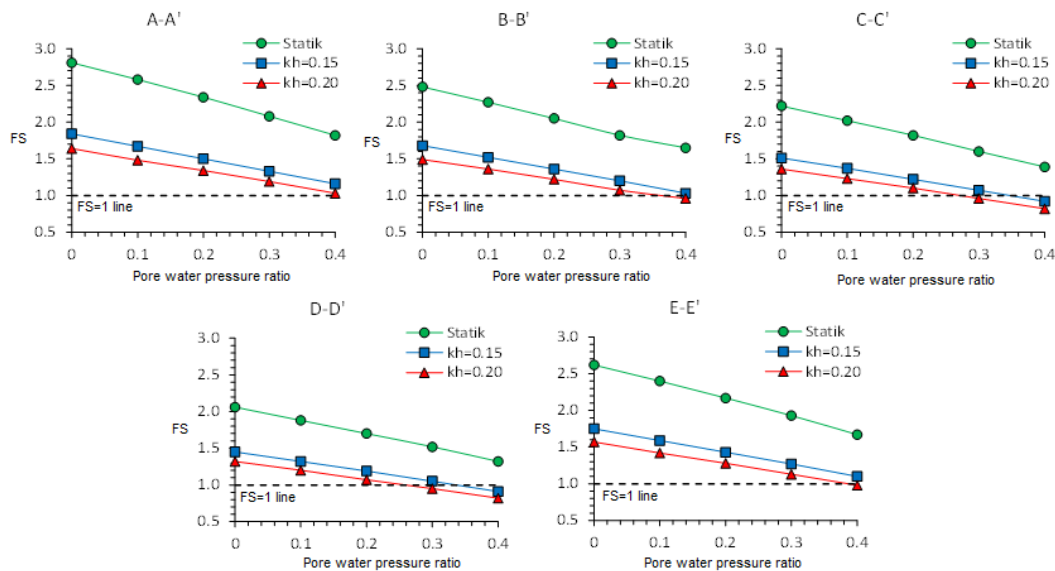 A-A'
3.0
2.5
2.0
FS
1.5
1.0
0.5
FS=1 line
Statik
kh=0.15
kh=0.20
0 0.1 0.2 0.3 0.4
Pore water pressure ratio
B-B'
3.0
2.5
2.0
FS
1.5
1.0
0.5
FS=1 line
Statik
kh=0.15
kh=0.20
0 0.1 0.2 0.3 0.4
Pore water pressure ratio
C-C'
3.0
2.5
2.0
FS
1.5
1.0
0.5
FS=1 line
Statik
kh=0.15
kh=0.20
0 0.1 0.2 0.3 0.4
Pore water pressure ratio
D-D'
3.0
2.5
2.0
FS
1.5
1.0
0.5
FS=1 line
Statik
kh=0.15
kh=0.20
0 0.1 0.2 0.3 0.4
Pore water pressure ratio
E-E'
3.0
2.5
2.0
FS
1.5
1.0
0.5
FS=1 line
Statik
kh=0.15
kh=0.20
0 0.1 0.2 0.3 0.4
Pore water pressure ratio